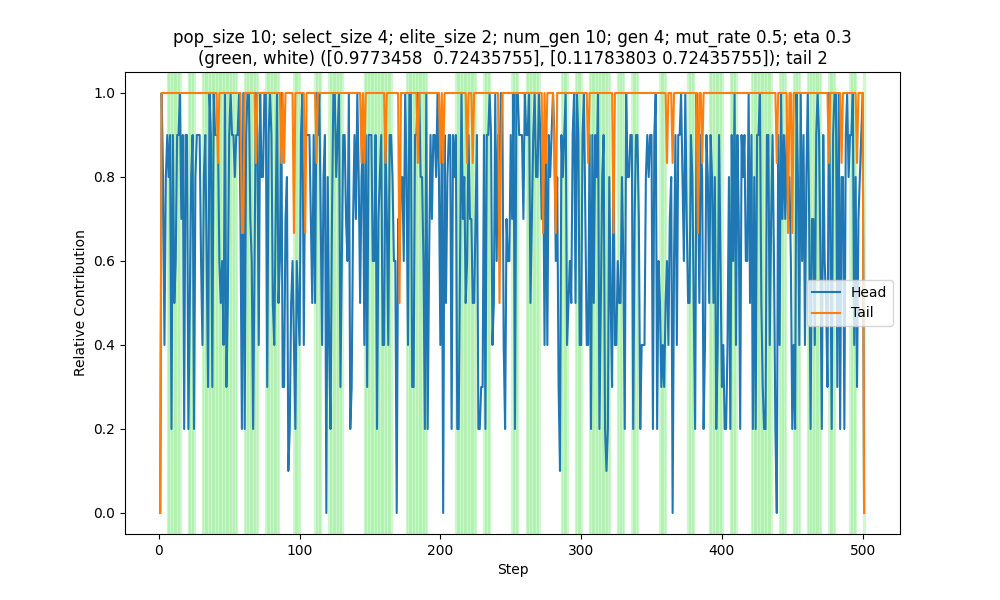 pop_size 10; select_size 4; elite_size 2; num_gen 10; gen 4; mut_rate 0.5; eta 0.3
(green, white) ([0.9773458  0.72435755], [0.11783803 0.72435755]); tail 2
1.0
0.8
0.6
0.4
0.2
0.0
Relative Contribution
Head
Tail
0
100
200
300
400
500
Step